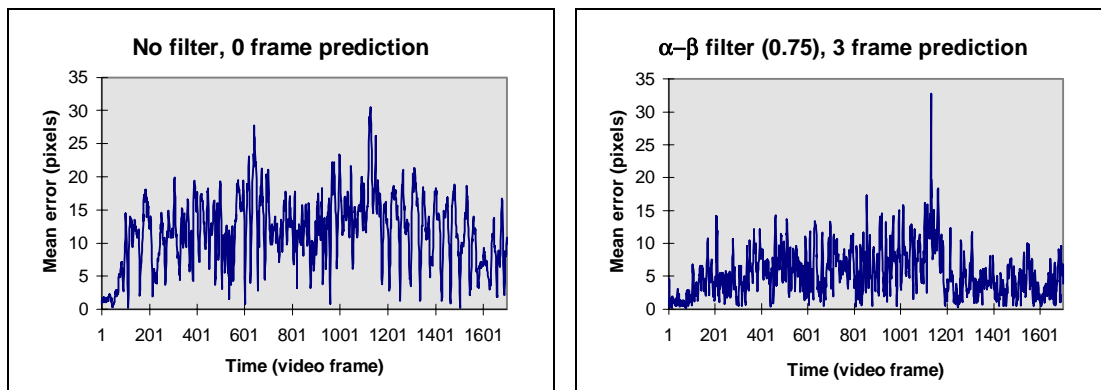 No filter, 0 frame prediction
35
30
25
20
15
10
5
0
Mean error (pixels)
1 201 401 601 801 1001 1201 1401 1601
Time (video frame)
α–β filter (0.75), 3 frame prediction
35
30
25
20
15
10
5
0
Mean error (pixels)
1 201 401 601 801 1001 1201 1401 1601
Time (video frame)